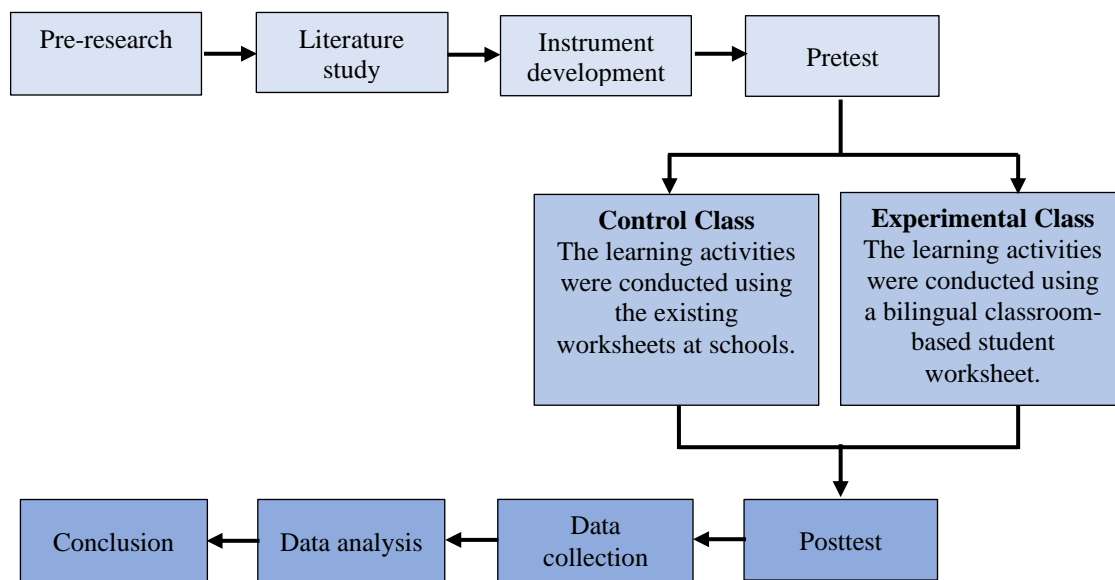 Pre-research
Literature
study
Instrument
development
Pretest
Control Class
The learning activities
were conducted using
the existing
worksheets at schools.
Experimental Class
The learning activities
were conducted using
a bilingual classroom-
based student
worksheet.
Conclusion
Data analysis
Data
collection
Posttest